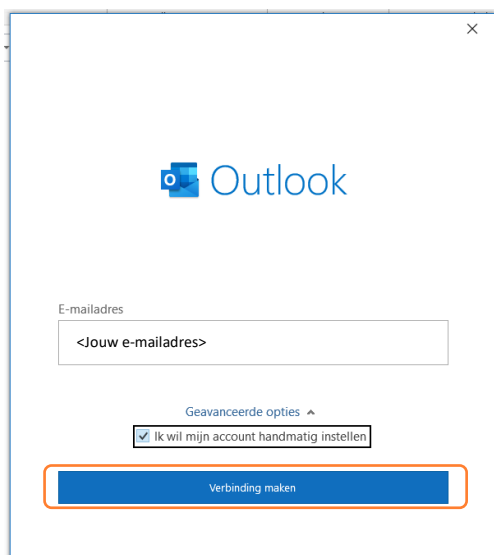 Outlook
E-mailadres
<Jouw e-mailadres>
Geavanceerde opties
Ik wil mijn account handmatig instellen
Verbinding maken